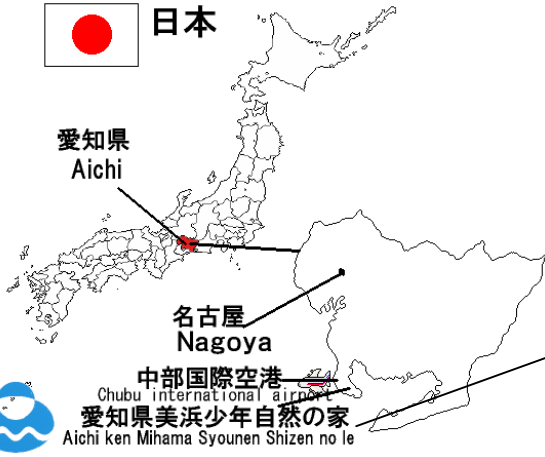 日本
愛知県
Aichi
名古屋
Nagoya
中部国際空港
Chubu international airport
愛知県美浜少年自然の家
Aichi ken Mihama Syounen Shizen no Ie